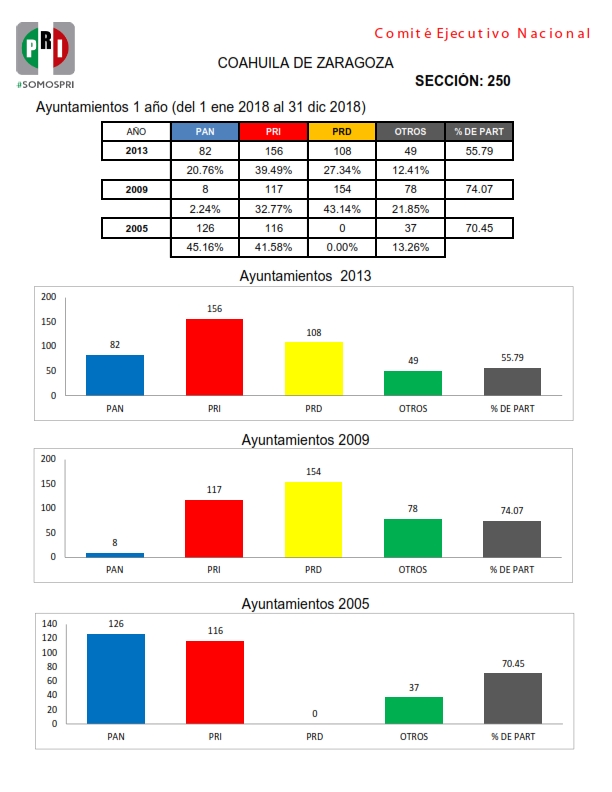 Comité Ejecutivo Nacional
PRI
#SOMOSPRI
COAHUILA DE ZARAGOZA
SECCIÓN: 250
Ayuntamientos 1 año (del 1 ene 2018 al 31 dic 2018)
AÑO PAN PRI PRD OTROS % DE PART
2013 82 156 108 49 55.79
20.76% 39.49% 27.34% 12.41%
2009 8 117 154 78 74.07
2.24% 32.77% 43.14% 21.85%
2005 126 116 0 37 70.45
45.16% 41.58% 0.00% 13.26%
Ayuntamientos 2013
200
150
100
50
0
82 156 108 49 55.79
PAN PRI PRD OTROS % DE PART
Ayuntamientos 2009
200
150
100
50
0
8 117 154 78 74.07
PAN PRI PRD OTROS % DE PART
Ayuntamientos 2005
140
120
100
80
60
40
20
0
126 116 0 37 70.45
PAN PRI PRD OTROS % DE PART